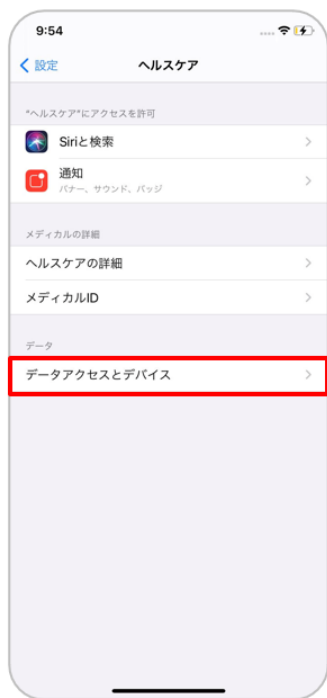 9:54
設定
ヘルスケア
"ヘルスケア"にアクセスを許可
Siriと検索
通知
バナー、サウンド、バッジ
メディカルの詳細
ヘルスケアの詳細
メディカルID
データ
データアクセスとデバイス